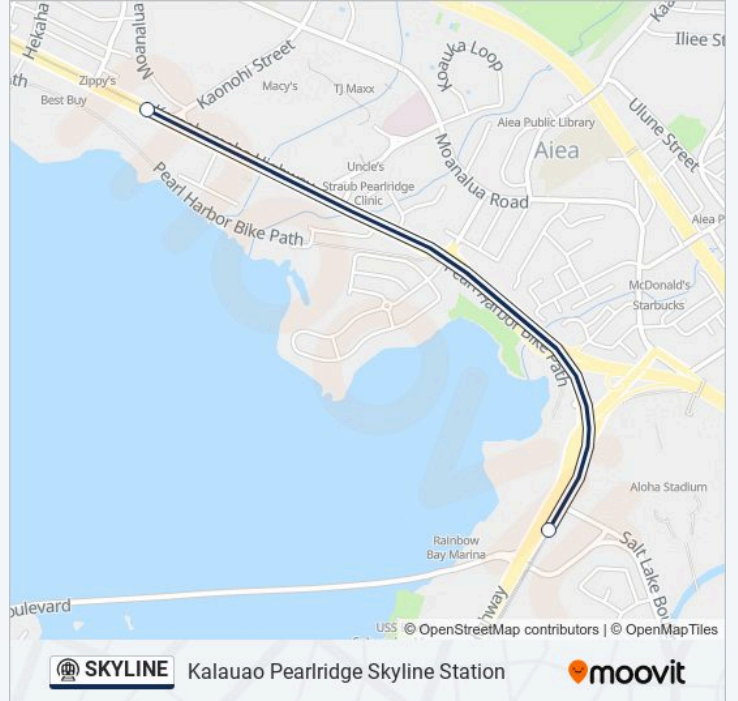 Hekaha
Moanalua
Kaonohi Street
Koauka Loop
Iliee St
Zippy's
Best Buy
Macy's
TJ Maxx
Aiea Public Library
Ulune Street
Aiea
Uncle's
Straub Pearlridge
Clinic
Moanalua Road
Pearl Harbor Bike Path
Aiea P
McDonald's
Starbucks
Pearl Harbor Bike Path
Aloha Stadium
Rainbow
Bay Marina
Salt Lake Bou
oulevard
hway
USS
© OpenStreetMap contributors | © OpenMapTiles
SKYLINE
Kalauao Pearlridge Skyline Station
moovit